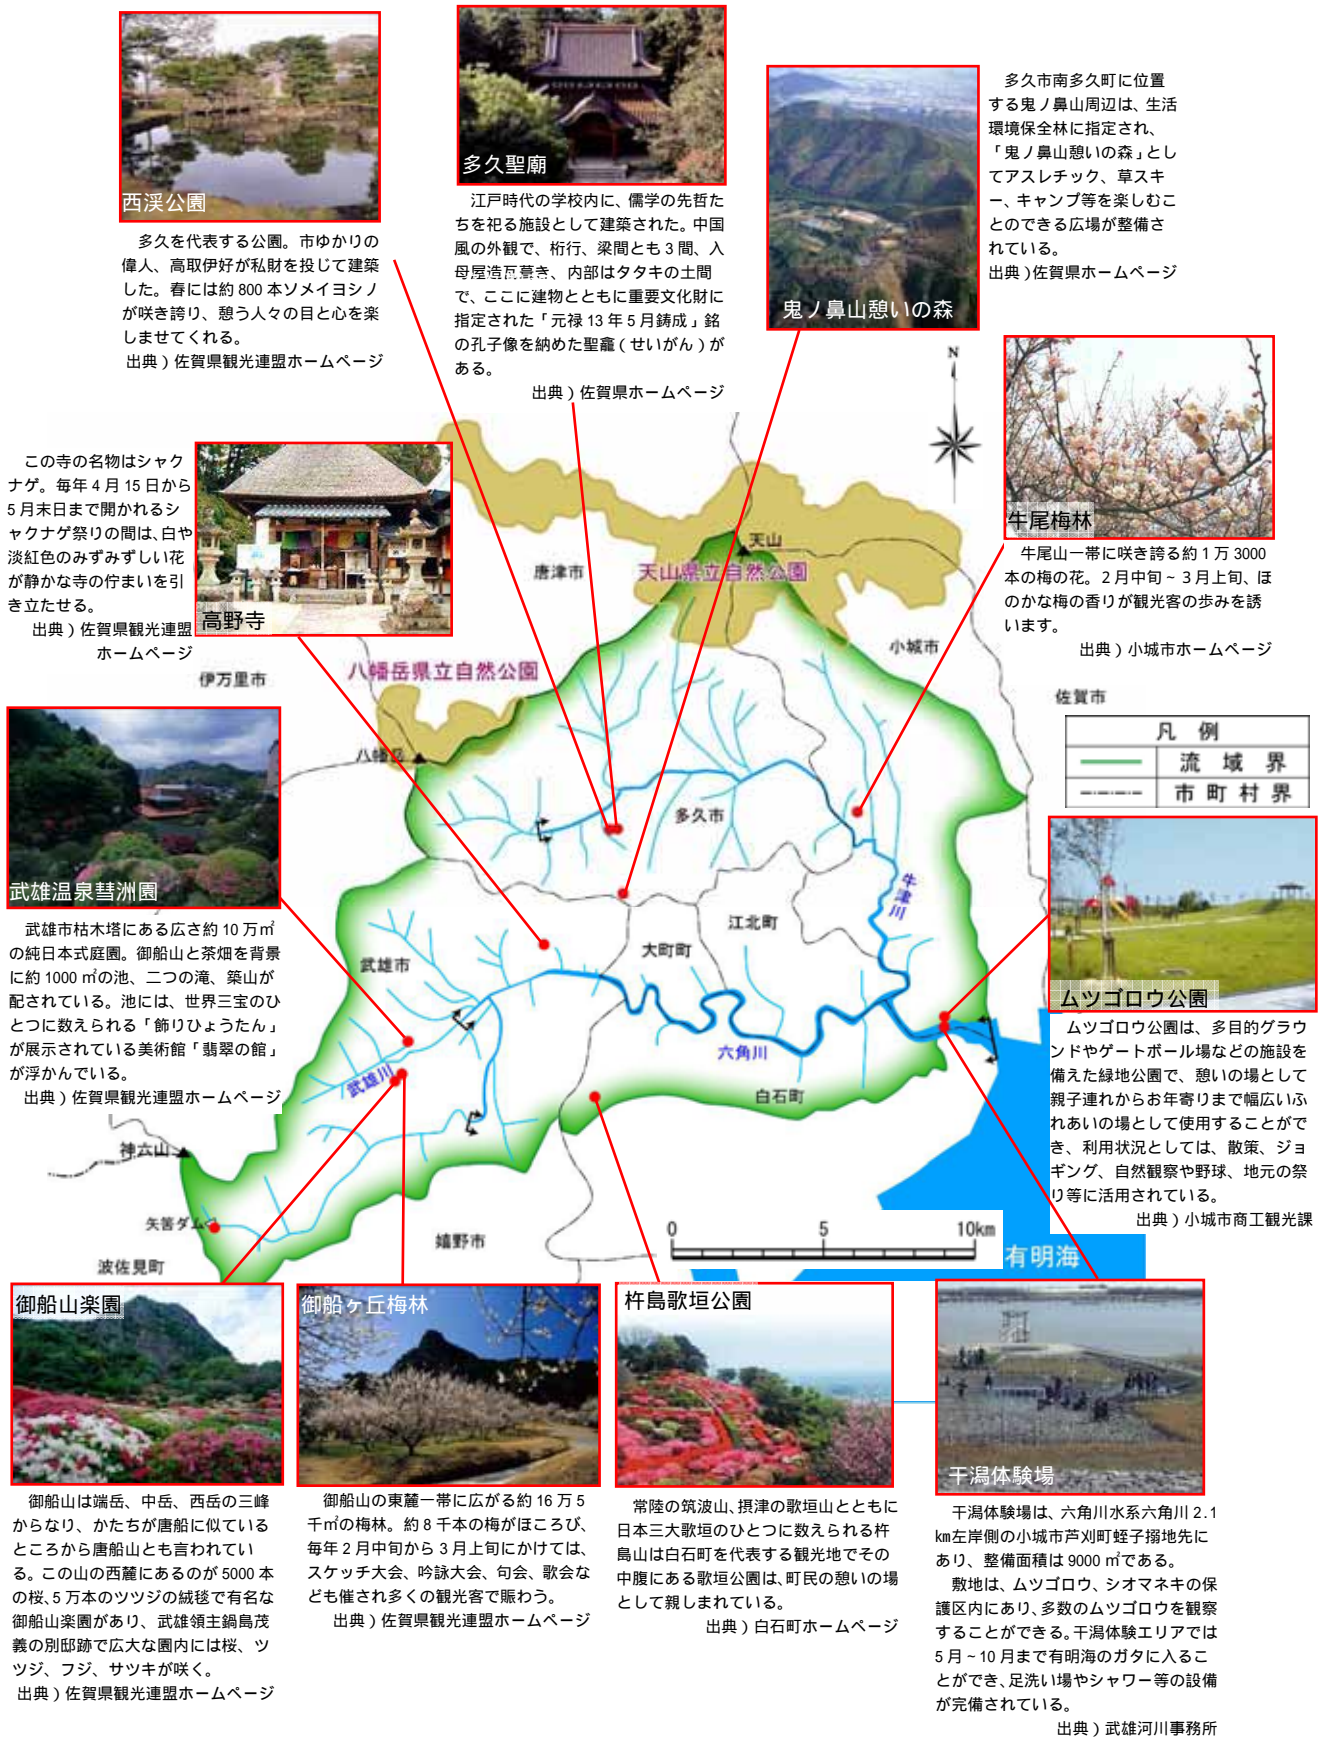 西渓公園
多久を代表する公園。市ゆかりの
偉人、高取伊好が私財を投じて建築
した。春には約 800 本ソメイヨシノ
が咲き誇り、憩う人々の目と心を楽
しませてくれる。
出典）佐賀県観光連盟ホームページ
多久聖廟
江戸時代の学校内に、儒学の先哲た
ちを祀る施設として建築された。中国
風の外観で、桁行、梁間とも 3 間、入
母屋造瓦葺き、内部はタタキの土間
で、ここに建物とともに重要文化財に
指定された「元禄 13 年 5 月鋳成」銘
の孔子像を納めた聖龕（せいがん）が
ある。
出典）佐賀県ホームページ
鬼ノ鼻山憩いの森
多久市南多久町に位置
する鬼ノ鼻山周辺は、生活
環境保全林に指定され、
「鬼ノ鼻山憩いの森」とし
てアスレチック、草スキ
ー、キャンプ等を楽しむこ
とのできる広場が整備さ
れている。
出典）佐賀県ホームページ
この寺の名物はシャク
ナゲ。毎年 4 月 15 日から
5 月末日まで開かれるシ
ャクナゲ祭りの間は、白や
淡紅色のみずみずしい花
が静かな寺の佇まいを引
き立たせる。
出典）佐賀県観光連盟
ホームページ
高野寺
牛尾梅林
牛尾山一帯に咲き誇る約 1 万 3000
本の梅の花。2 月中旬～3 月上旬、ほ
のかな梅の香りが観光客の歩みを誘
います。
出典）小城市ホームページ
N
天山
天山県立自然公園
唐津市
小城市
佐賀市
八幡岳県立自然公園
伊万里市
八幡岳
凡 例
流 域 界
市 町 村 界
多久市
牛津川
江北町
大町町
武雄市
六角川
武雄川
白石町
神六山
矢筈ダム
嬉野市
波佐見町
0 5 10km
有明海
武雄温泉彗洲園
武雄市枯木塔にある広さ約 10 万㎡
の純日本式庭園。御船山と茶畑を背景
に約 1000 ㎡の池、二つの滝、築山が
配されている。池には、世界三宝のひ
とつに数えられる「飾りひょうたん」
が展示されている美術館「翡翠の館」
が浮かんでいる。
出典）佐賀県観光連盟ホームページ
ムツゴロウ公園
ムツゴロウ公園は、多目的グラウ
ンドやゲートボール場などの施設を
備えた緑地公園で、憩いの場として
親子連れからお年寄りまで幅広いふ
れあいの場として使用することがで
き、利用状況としては、散策、ジョ
ギング、自然観察や野球、地元の祭
り等に活用されている。
出典）小城市商工観光課
御船山楽園
御船山は端岳、中岳、西岳の三峰
からなり、かたちが唐船に似ている
ところから唐船山とも言われてい
る。この山の西麓にあるのが 5000 本
の桜、5 万本のツツジの絨毯で有名な
御船山楽園があり、武雄領主鍋島茂
義の別邸跡で広大な園内には桜、ツ
ツジ、フジ、サツキが咲く。
出典）佐賀県観光連盟ホームページ
御船ヶ丘梅林
御船山の東麓一帯に広がる約 16 万 5
千㎡の梅林。約 8 千本の梅がほころび、
毎年 2 月中旬から 3 月上旬にかけては、
スケッチ大会、吟詠大会、句会、歌会な
ども催され多くの観光客で賑わう。
出典）佐賀県観光連盟ホームページ
杵島歌垣公園
常陸の筑波山、摂津の歌垣山とともに
日本三大歌垣のひとつに数えられる杵
島山は白石町を代表する観光地でその
中腹にある歌垣公園は、町民の憩いの場
として親しまれている。
出典）白石町ホームページ
干潟体験場
干潟体験場は、六角川水系六角川 2.1
㎞左岸側の小城市芦刈町蛭子搦地先に
あり、整備面積は 9000 ㎡である。
敷地は、ムツゴロウ、シオマネキの保
護区内にあり、多数のムツゴロウを観察
することができる。干潟体験エリアでは
5 月～10 月まで有明海のガタに入るこ
とができ、足洗い場やシャワー等の設備
が完備されている。
出典）武雄河川事務所